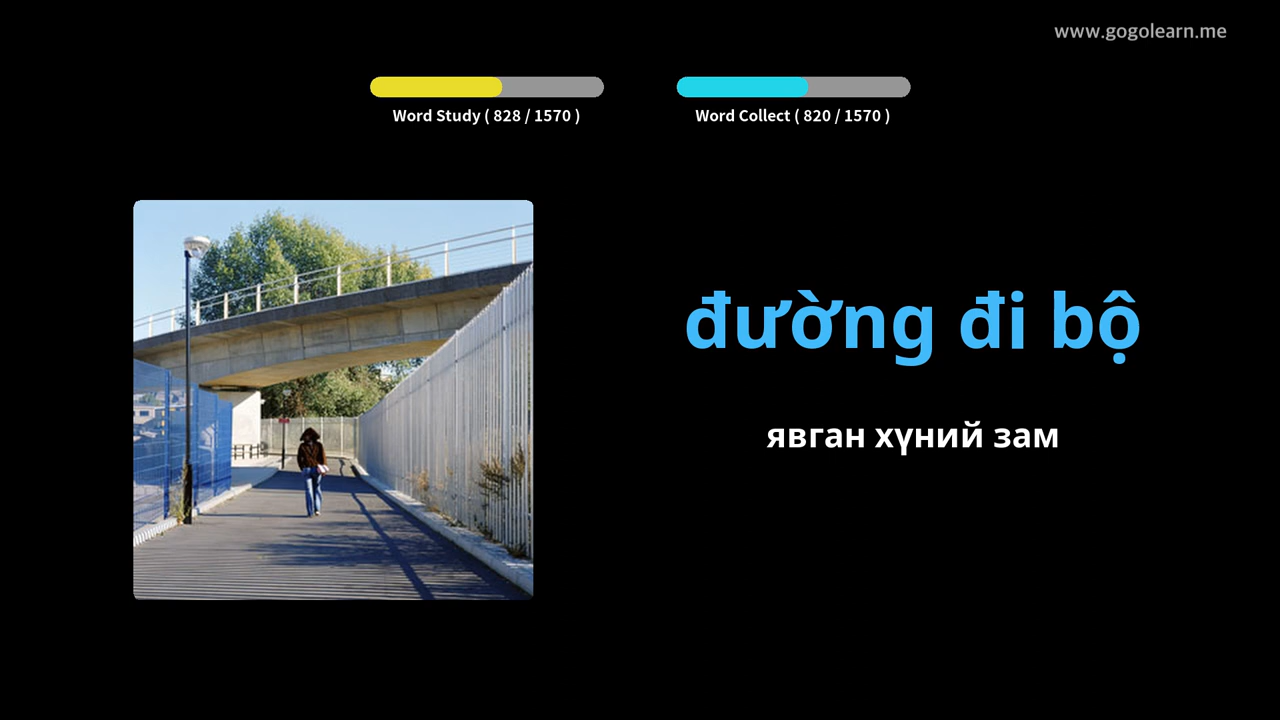 www.gogolearn.me
Word Study ( 828 / 1570 )
Word Collect ( 820 / 1570 )
đường đi bộ
явган хүний зам